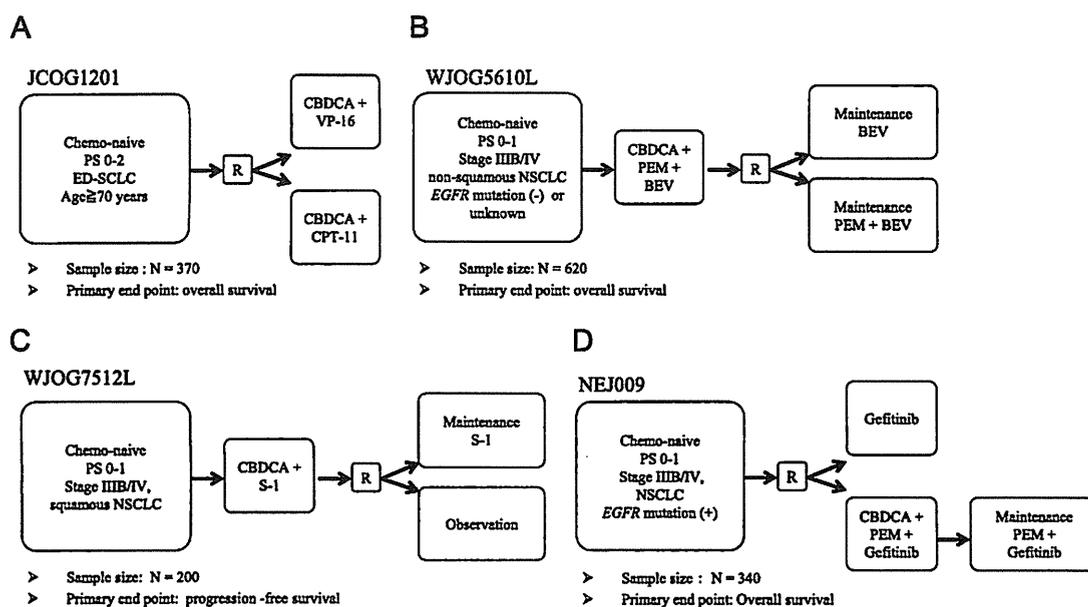 A
JCOG1201
Chemo-naive
PS 0-2
ED-SCLC
Age≧70 years
R
CBDCA +
VP-16
CBDCA +
CPT-11
➤ Sample size : N = 370
➤ Primary end point: overall survival
B
WJOG5610L
Chemo-naive
PS 0-1
Stage IIIB/IV
non-squamous NSCLC
EGFR mutation (-) or
unknown
CBDCA +
PEM +
BEV
R
Maintenance
BEV
Maintenance
PEM + BEV
➤ Sample size: N = 620
➤ Primary end point: overall survival
C
WJOG7512L
Chemo-naive
PS 0-1
Stage IIIB/IV,
squamous NSCLC
CBDCA +
S-1
R
Maintenance
S-1
Observation
➤ Sample size: N = 200
➤ Primary end point: progression -free survival
D
NEJ009
Chemo-naive
PS 0-1
Stage IIIB/IV,
NSCLC
EGFR mutation (+)
R
Gefitinib
CBDCA +
PEM +
Gefitinib
Maintenance
PEM +
Gefitinib
➤ Sample size : N = 340
➤ Primary end point: Overall survival